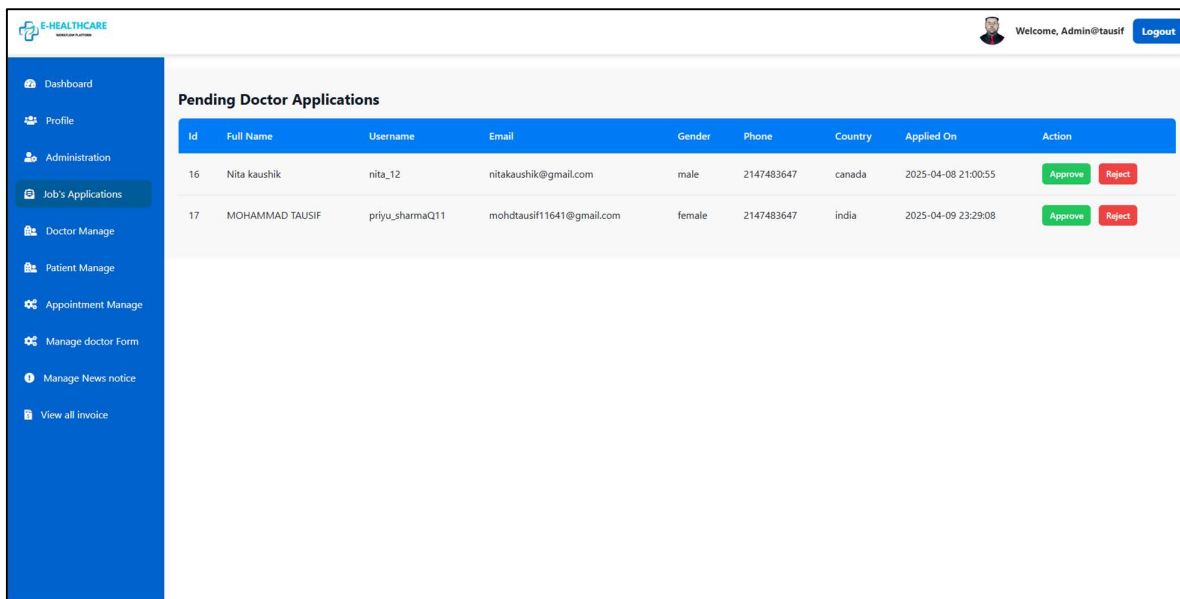 E-HEALTHCARE
WORKFLOW PLATFORM
Welcome, Admin@tausif
Logout
Dashboard
Profile
Administration
Job's Applications
Doctor Manage
Patient Manage
Appointment Manage
Manage doctor Form
Manage News notice
View all invoice
Pending Doctor Applications
Id Full Name Username Email Gender Phone Country Applied On Action
16 Nita kaushik nita_12 nitakaushik@gmail.com male 2147483647 canada 2025-04-08 21:00:55 Approve Reject
17 MOHAMMAD TAUSIF priyu_sharmaQ11 mohdtausif11641@gmail.com female 2147483647 india 2025-04-09 23:29:08 Approve Reject